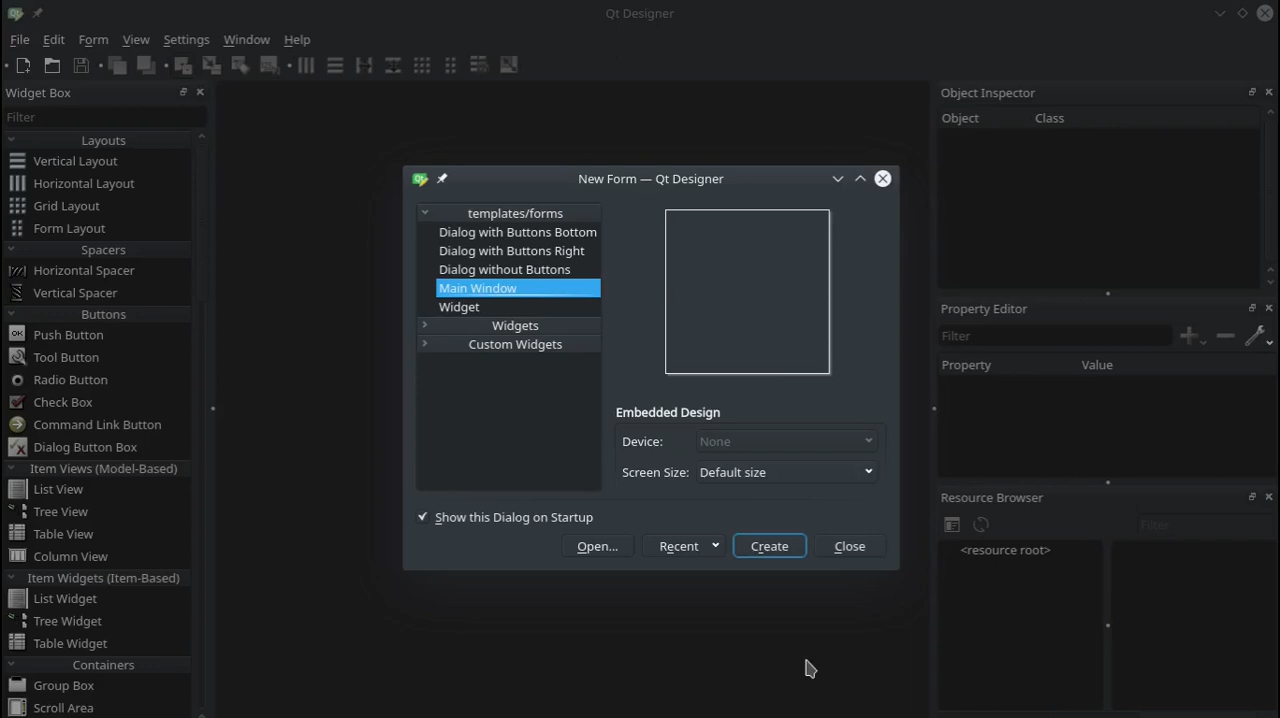 Qt Designer
File Edit Form View Settings Window Help
Widget Box
Filter
Layouts
Vertical Layout
Horizontal Layout
Grid Layout
Form Layout
Spacers
Horizontal Spacer
Vertical Spacer
Buttons
OK Push Button
Tool Button
Radio Button
Check Box
Command Link Button
Dialog Button Box
Item Views (Model-Based)
List View
Tree View
Table View
Column View
Item Widgets (Item-Based)
List Widget
Tree Widget
Table Widget
Containers
Group Box
Scroll Area
New Form — Qt Designer
templates/forms
Dialog with Buttons Bottom
Dialog with Buttons Right
Dialog without Buttons
Main Window
Widget
Widgets
Custom Widgets
Embedded Design
Device: None
Screen Size: Default size
Show this Dialog on Startup
Open... Recent Create Close
Object Inspector
Object Class
Property Editor
Filter
Property Value
Resource Browser
Filter
<resource root>